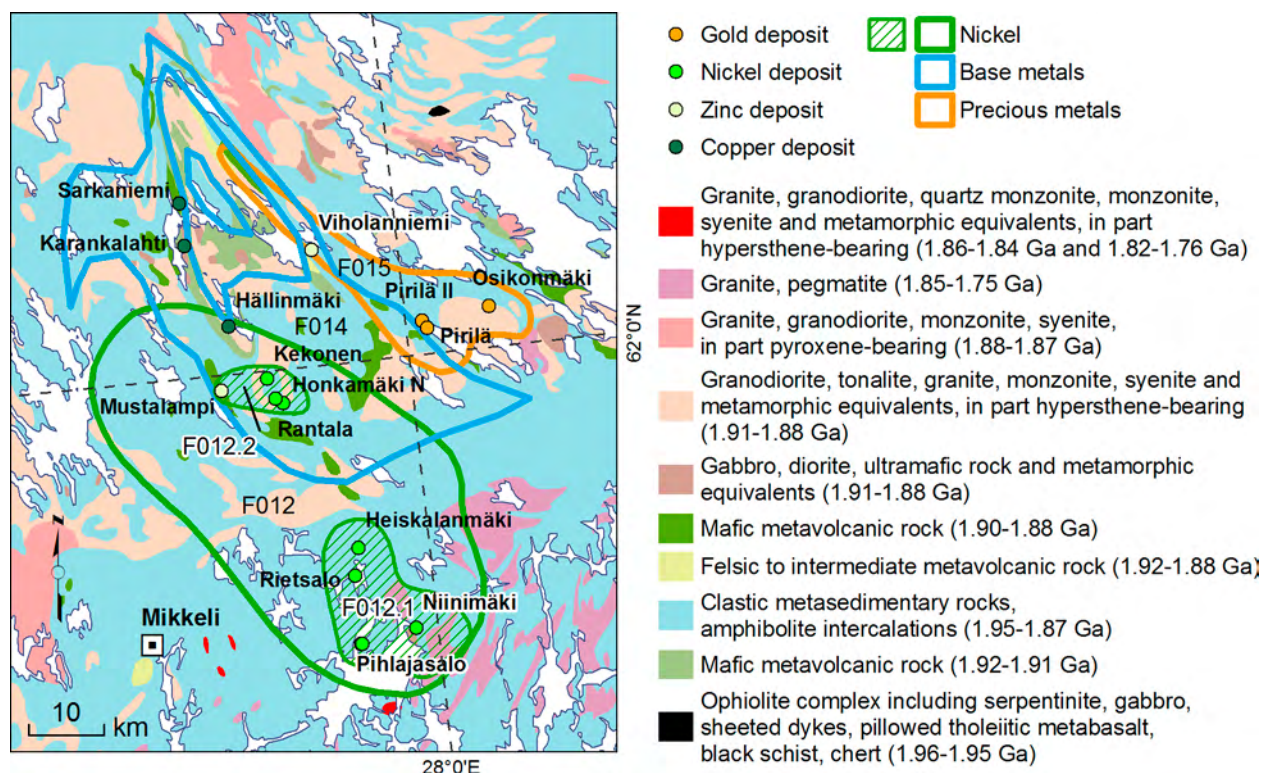 Sarkaniemi
Karankalahti
Viholanniemi
F015
Osikonmäki
Pirilä II
Hällinmäki
F014
Pirilä
Kekonen
Honkamäki N
Mustalampi
Rantala
F012.2
F012
Heiskalanmäki
Rietsalo
F012.1
Niinimäki
Mikkeli
Pihlajasalo
10
km
28°0'E
62°0'N
Gold deposit
Nickel deposit
Zinc deposit
Copper deposit
Nickel
Base metals
Precious metals
Granite, granodiorite, quartz monzonite, monzonite,
syenite and metamorphic equivalents, in part
hypersthene-bearing (1.86-1.84 Ga and 1.82-1.76 Ga)
Granite, pegmatite (1.85-1.75 Ga)
Granite, granodiorite, monzonite, syenite,
in part pyroxene-bearing (1.88-1.87 Ga)
Granodiorite, tonalite, granite, monzonite, syenite and
metamorphic equivalents, in part hypersthene-bearing
(1.91-1.88 Ga)
Gabbro, diorite, ultramafic rock and metamorphic
equivalents (1.91-1.88 Ga)
Mafic metavolcanic rock (1.90-1.88 Ga)
Felsic to intermediate metavolcanic rock (1.92-1.88 Ga)
Clastic metasedimentary rocks,
amphibolite intercalations (1.95-1.87 Ga)
Mafic metavolcanic rock (1.92-1.91 Ga)
Ophiolite complex including serpentinite, gabbro,
sheeted dykes, pillowed tholeiitic metabasalt,
black schist, chert (1.96-1.95 Ga)